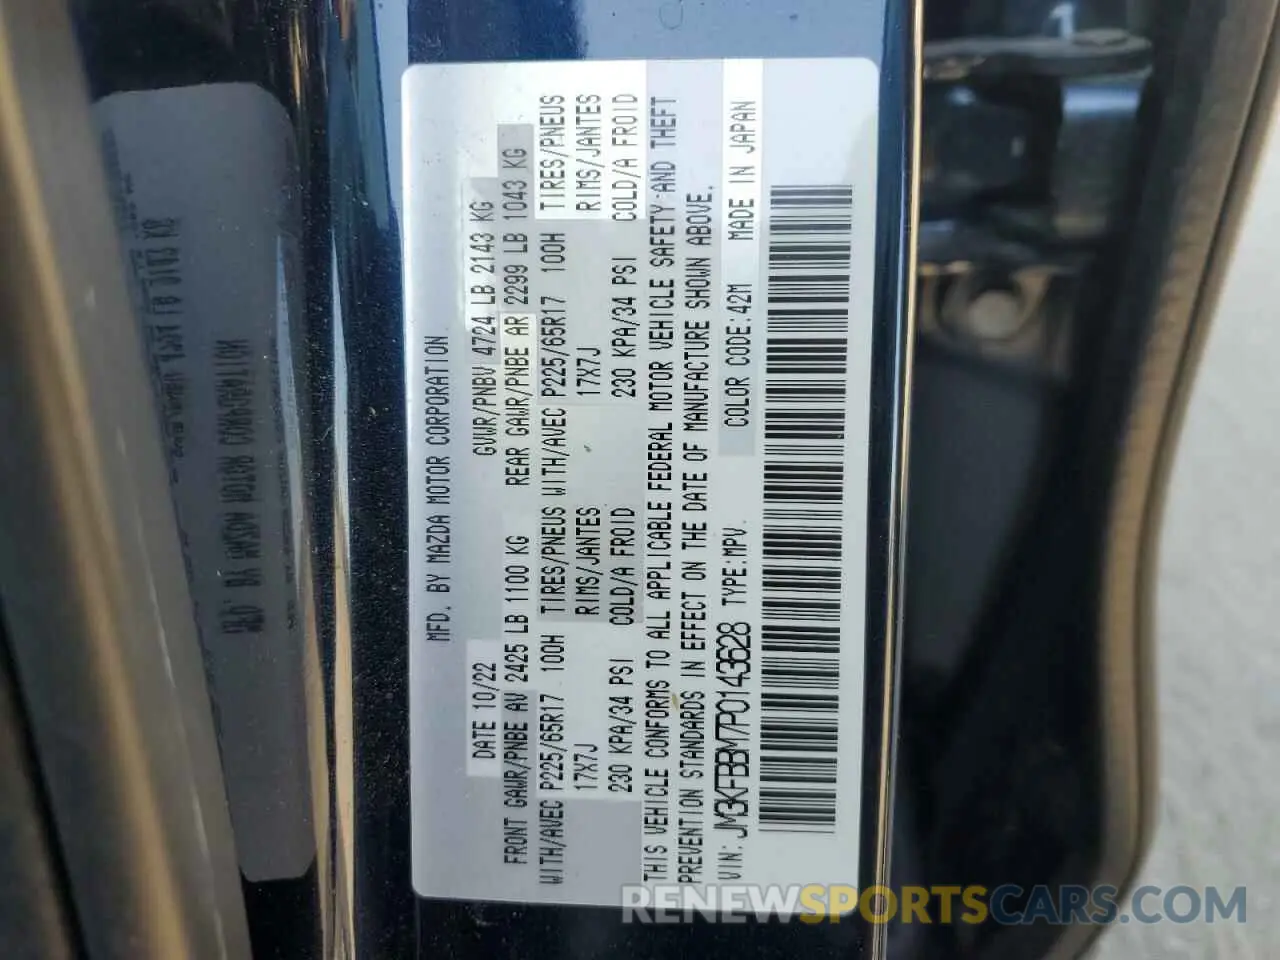 MFD. BY MAZDA MOTOR CORPORATION
DATE 10/22 GVWR/PNBV 4724 LB 2143 KG
FRONT GAWR/PNBE AV 2425 LB 1100 KG REAR GAWR/PNBE AR 2299 LB 1043 KG
WITH/AVEC P225/65R17 100H TIRES/PNEUS WITH/AVEC P225/65R17 100H TIRES/PNEUS
17X7J RIMS/JANTES 17X7J RIMS/JANTES
230 KPA/34 PSI COLD/A FROID 230 KPA/34 PSI COLD/A FROID
THIS VEHICLE CONFORMS TO ALL APPLICABLE FEDERAL MOTOR VEHICLE SAFETY AND THEFT
PREVENTION STANDARDS IN EFFECT ON THE DATE OF MANUFACTURE SHOWN ABOVE.
VIN: JM3KFBBM7P0143628 TYPE:MPV. COLOR CODE:42M MADE IN JAPAN
RENEWSPORTSCARS.COM